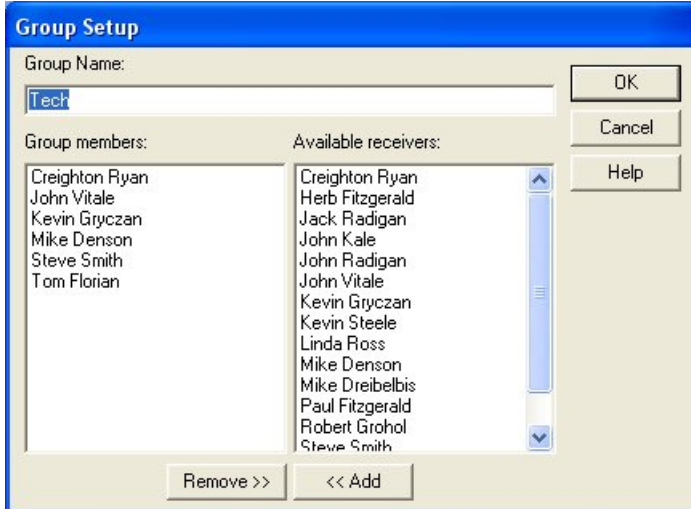 Group Setup
Group Name:
Tech
OK
Cancel
Help
Group members:
Creighton Ryan
John Vitale
Kevin Gryczan
Mike Denson
Steve Smith
Tom Florian
Available receivers:
Creighton Ryan
Herb Fitzgerald
Jack Radigan
John Kale
John Radigan
John Vitale
Kevin Gryczan
Kevin Steele
Linda Ross
Mike Denson
Mike Dreibelbis
Paul Fitzgerald
Robert Grohol
Steve Smith
Remove >>
<< Add